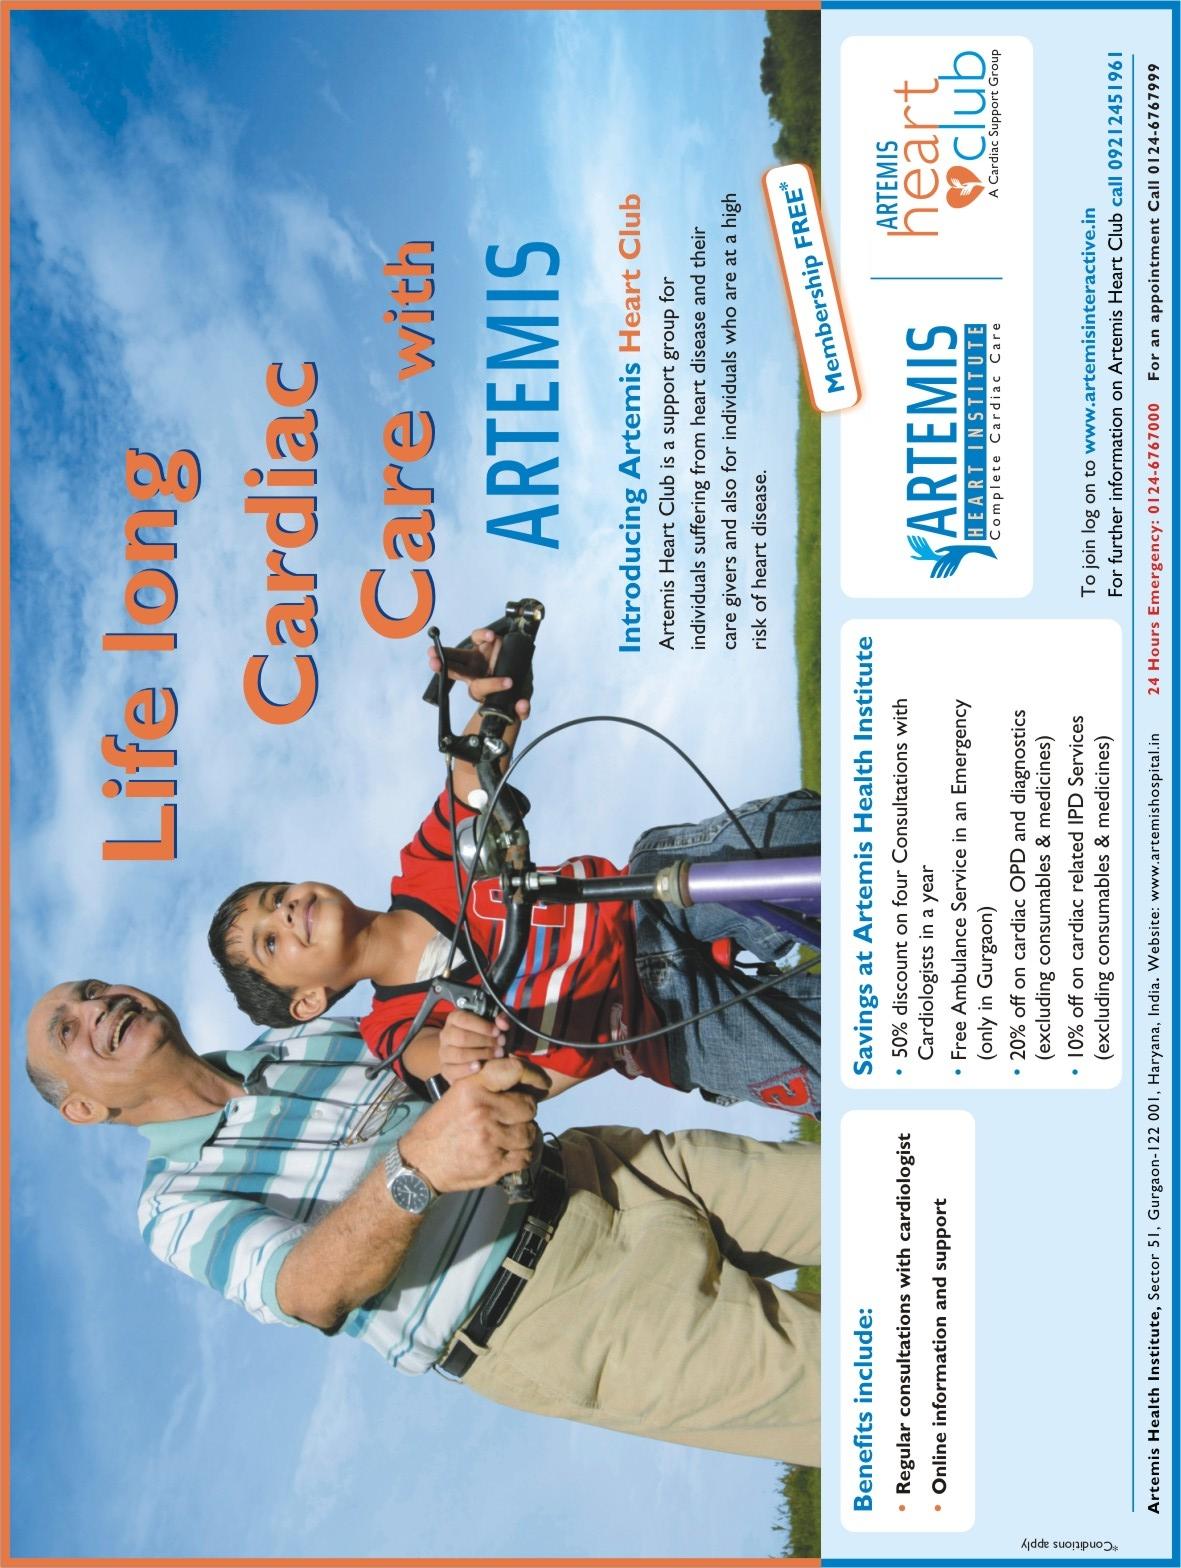 Life long
Cardiac
Care with
ARTEMIS
Introducing Artemis Heart Club
Artemis Heart Club is a support group for
individuals suffering from heart disease and their
care givers and also for individuals who are at a high
risk of heart disease.
Membership FREE*
Benefits include:
• Regular consultations with cardiologist
• Online information and support
Savings at Artemis Health Institute
• 50% discount on four Consultations with
Cardiologists in a year
• Free Ambulance Service in an Emergency
(only in Gurgaon)
• 20% off on cardiac OPD and diagnostics
(excluding consumables & medicines)
• 10% off on cardiac related IPD Services
(excluding consumables & medicines)
ARTEMIS
HEART INSTITUTE
Complete Cardiac Care
ARTEMIS
heart
club
A Cardiac Support Group
To join log on to www.artemisinteractive.in
For further information on Artemis Heart Club call 09212451961
*Conditions apply
Artemis Health Institute, Sector 51, Gurgaon-122 001, Haryana, India. Website: www.artemishospital.in 24 Hours Emergency: 0124-6767000 For an appointment Call 0124-6767999